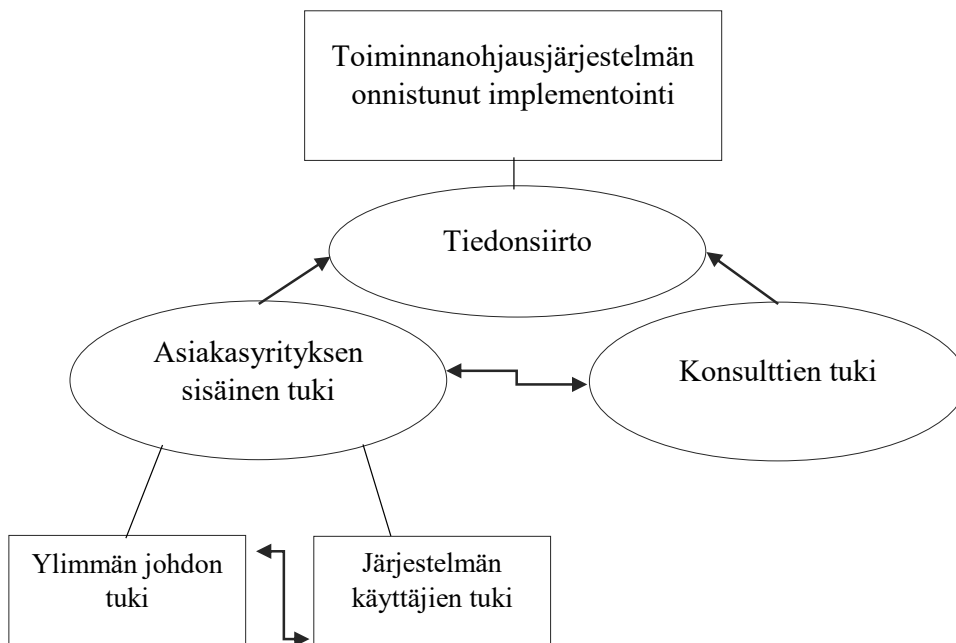 Toiminnanohjausjärjestelmän
onnistunut implementointi
Tiedonsiirto
Asiakasyrityksen
sisäinen tuki
Konsulttien tuki
Ylimmän johdon
tuki
Järjestelmän
käyttäjien tuki